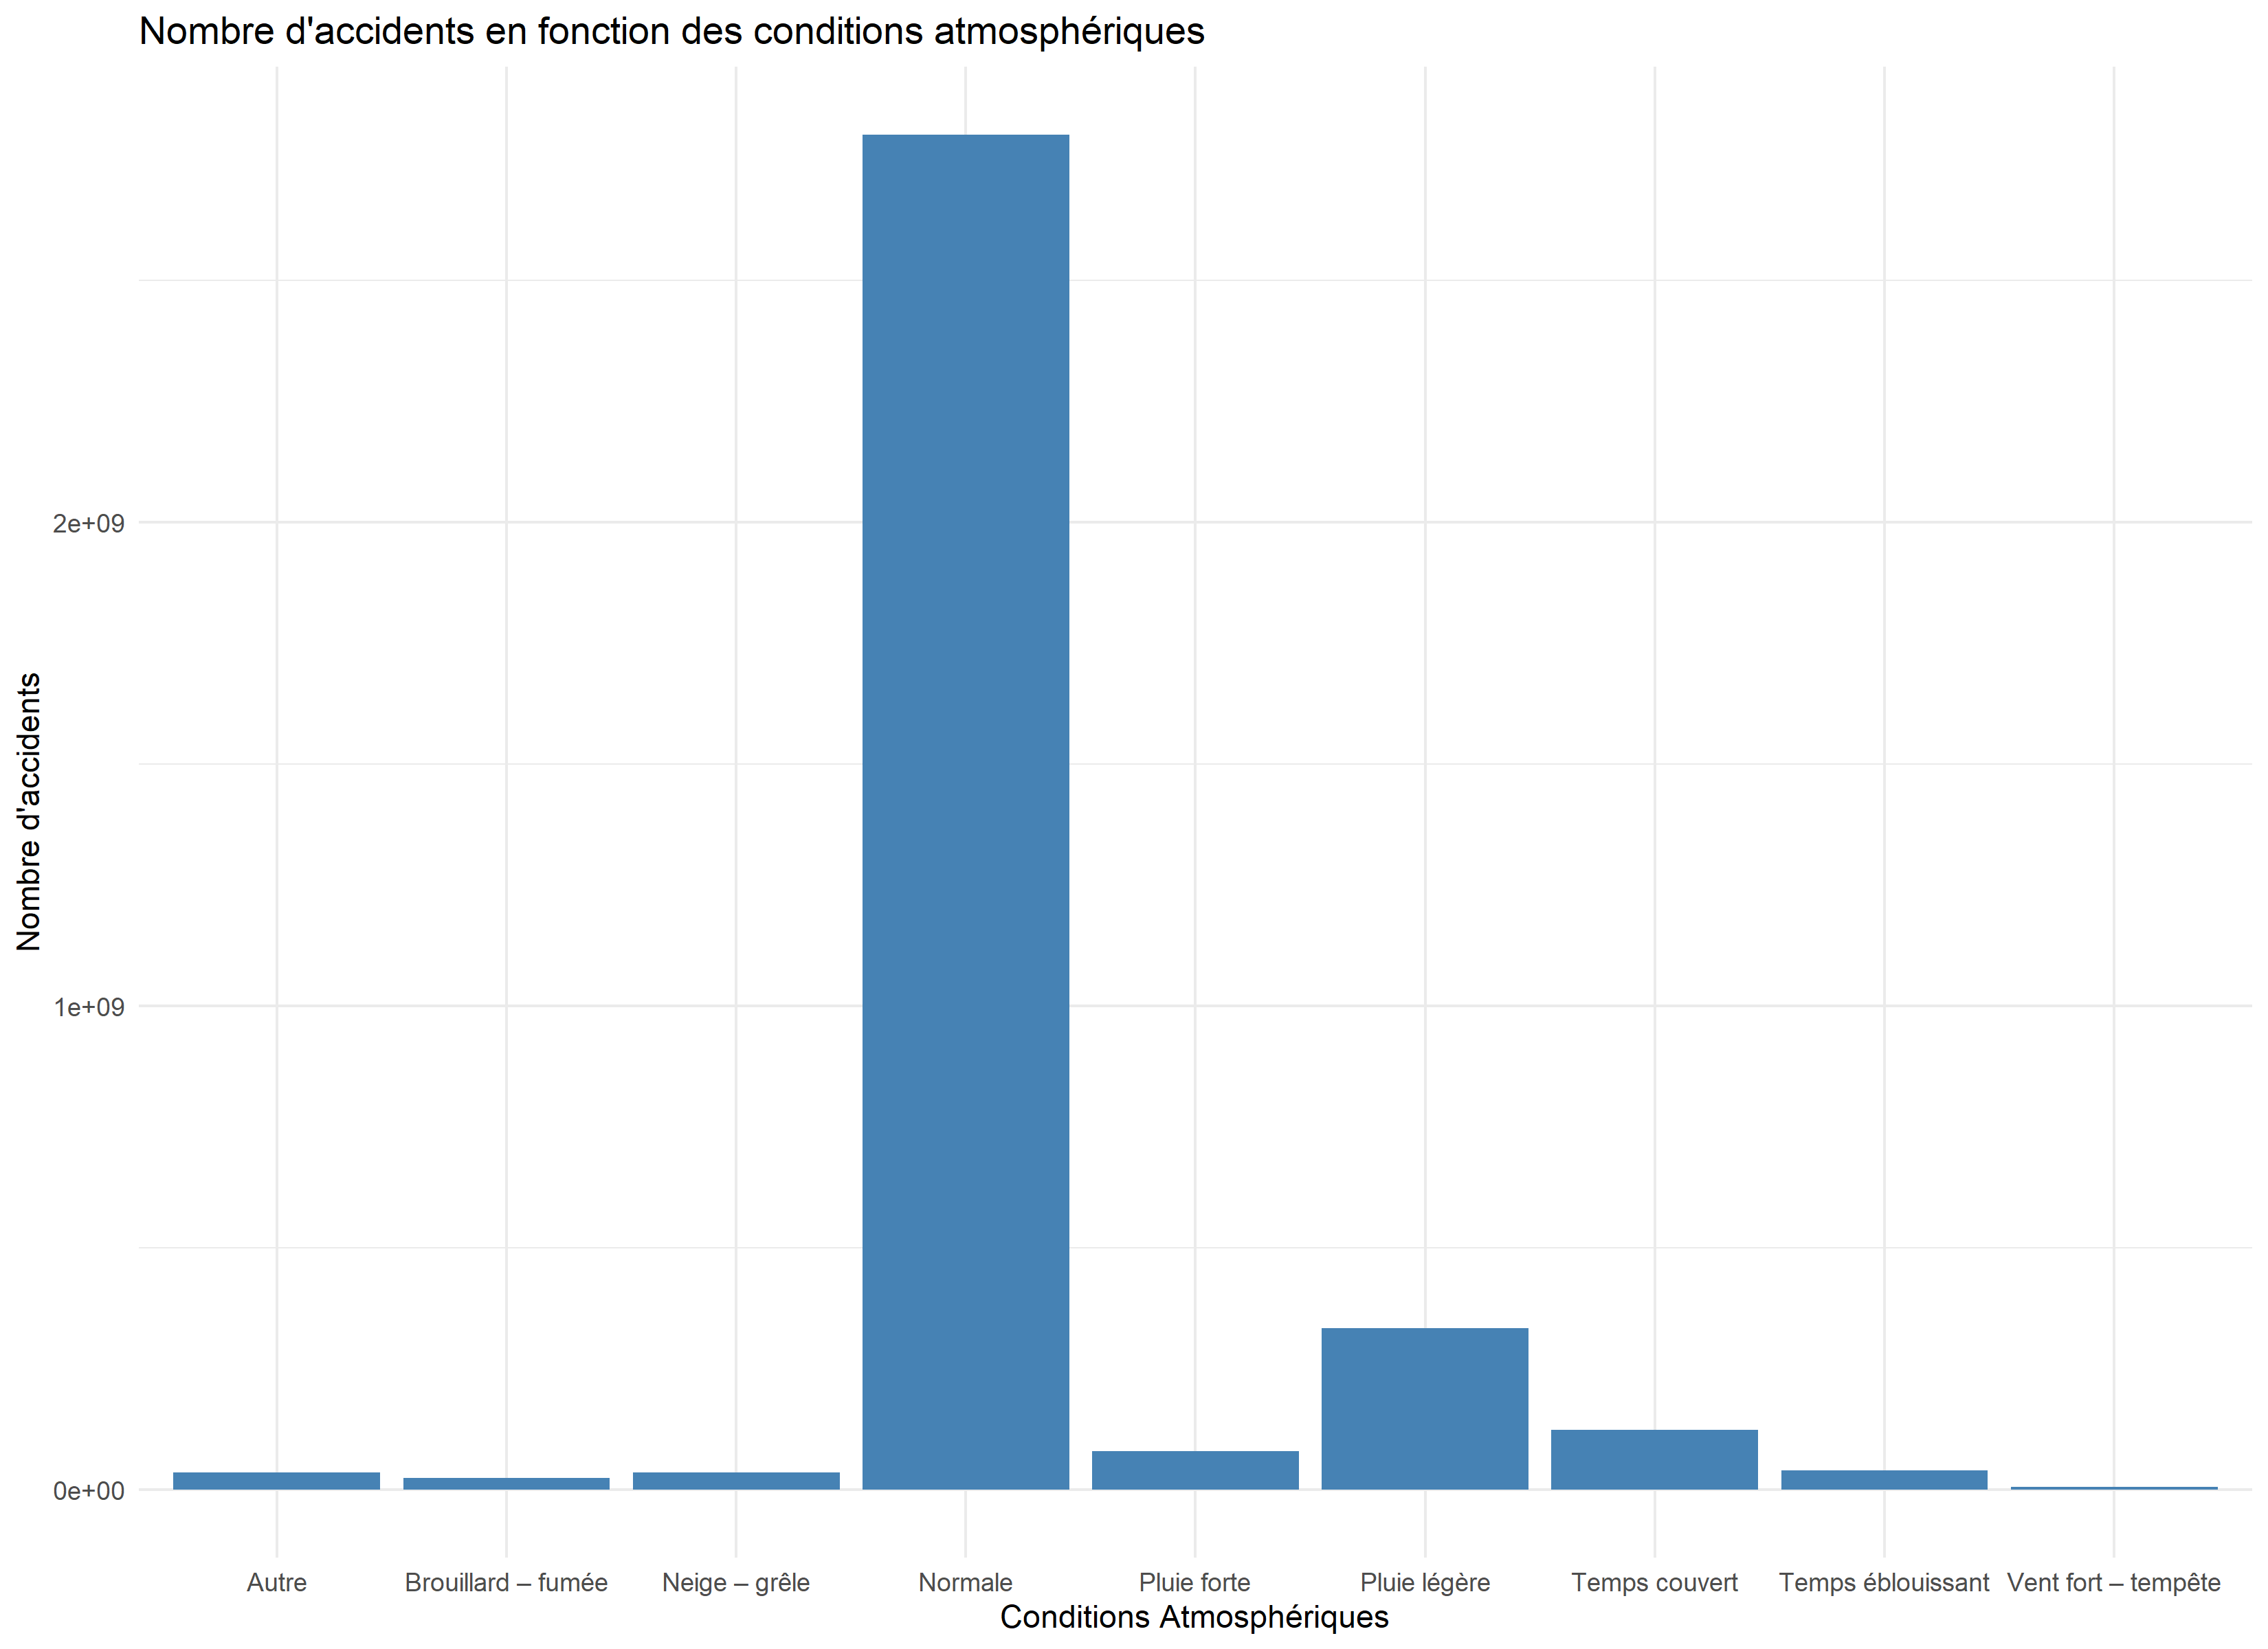 Nombre d'accidents en fonction des conditions atmosphériques
Nombre d'accidents
2e+09
1e+09
0e+00
Autre
Brouillard – fumée
Neige – grêle
Normale
Pluie forte
Pluie légère
Temps couvert
Temps éblouissant
Vent fort – tempête
Conditions Atmosphériques